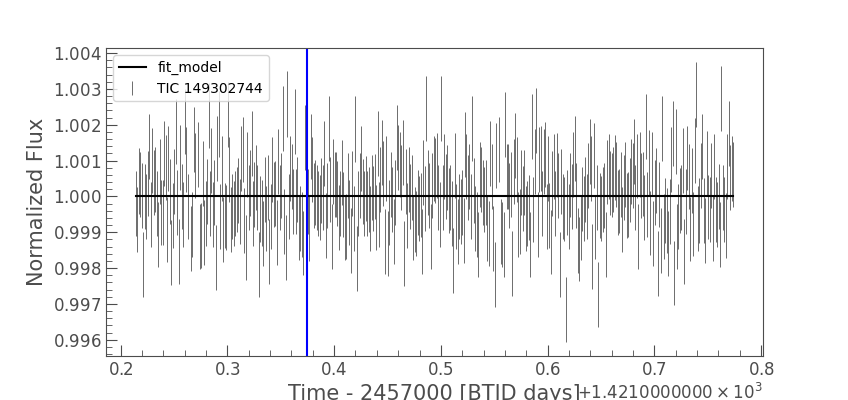 1.004
1.003
1.002
1.001
1.000
0.999
0.998
0.997
0.996
Normalized Flux
fit_model
TIC 149302744
0.2 0.3 0.4 0.5 0.6 0.7 0.8
Time - 2457000 [BTJD days]
+1.4210000000 × 10³